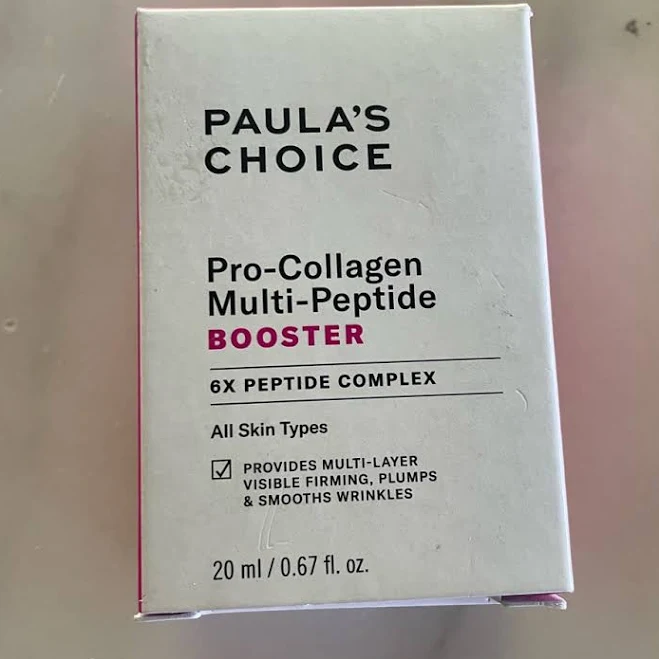 PAULA'S
CHOICE
Pro-Collagen
Multi-Peptide
BOOSTER
6X PEPTIDE COMPLEX
All Skin Types
PROVIDES MULTI-LAYER
VISIBLE FIRMING, PLUMPS
& SMOOTHS WRINKLES
20 ml / 0.67 fl. oz.